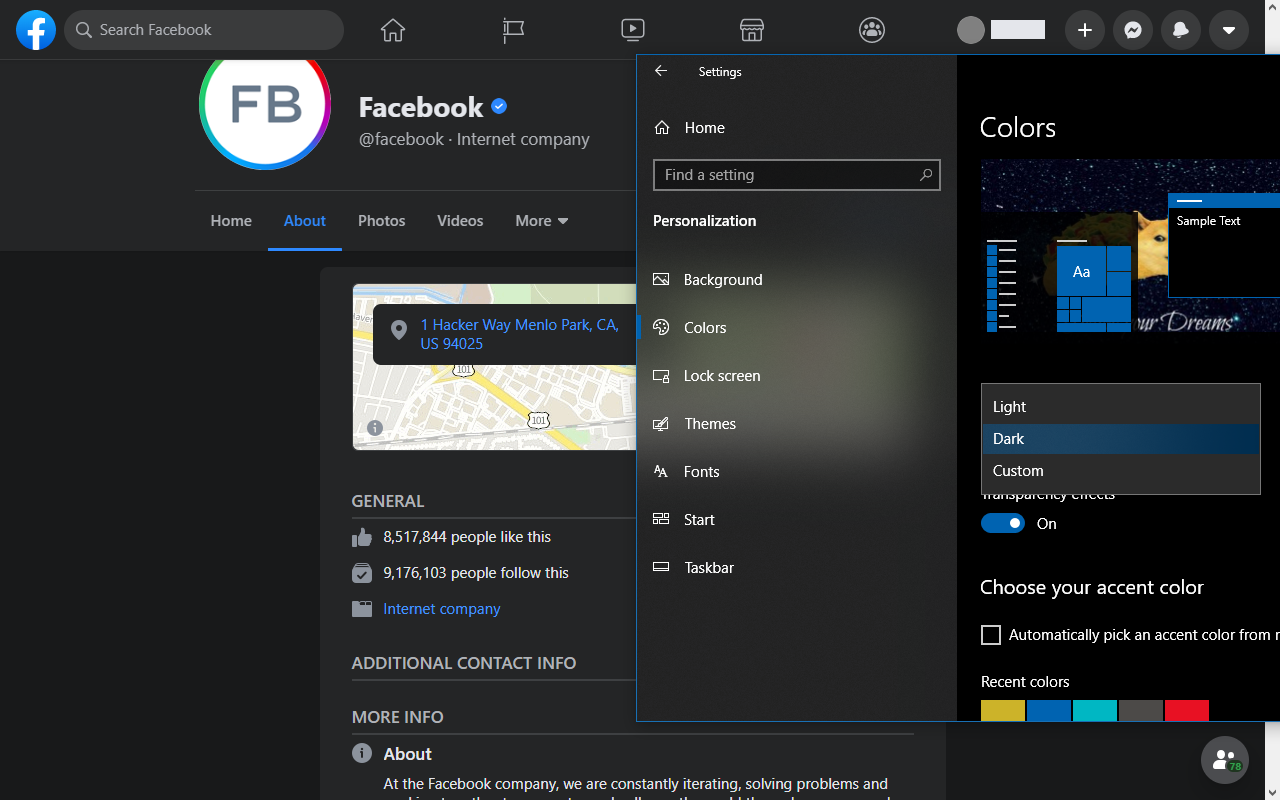 Search Facebook
FB
Facebook
@facebook · Internet company
Home
About
Photos
Videos
More
1 Hacker Way Menlo Park, CA,
US 94025
101
101
GENERAL
8,517,844 people like this
9,176,103 people follow this
Internet company
ADDITIONAL CONTACT INFO
MORE INFO
About
At the Facebook company, we are constantly iterating, solving problems and
Settings
Home
Find a setting
Personalization
Background
Colors
Lock screen
Themes
Fonts
Start
Taskbar
Colors
Sample Text
Aa
our Dreams
Light
Dark
Custom
Transparency effects
On
Choose your accent color
Automatically pick an accent color from
Recent colors
78